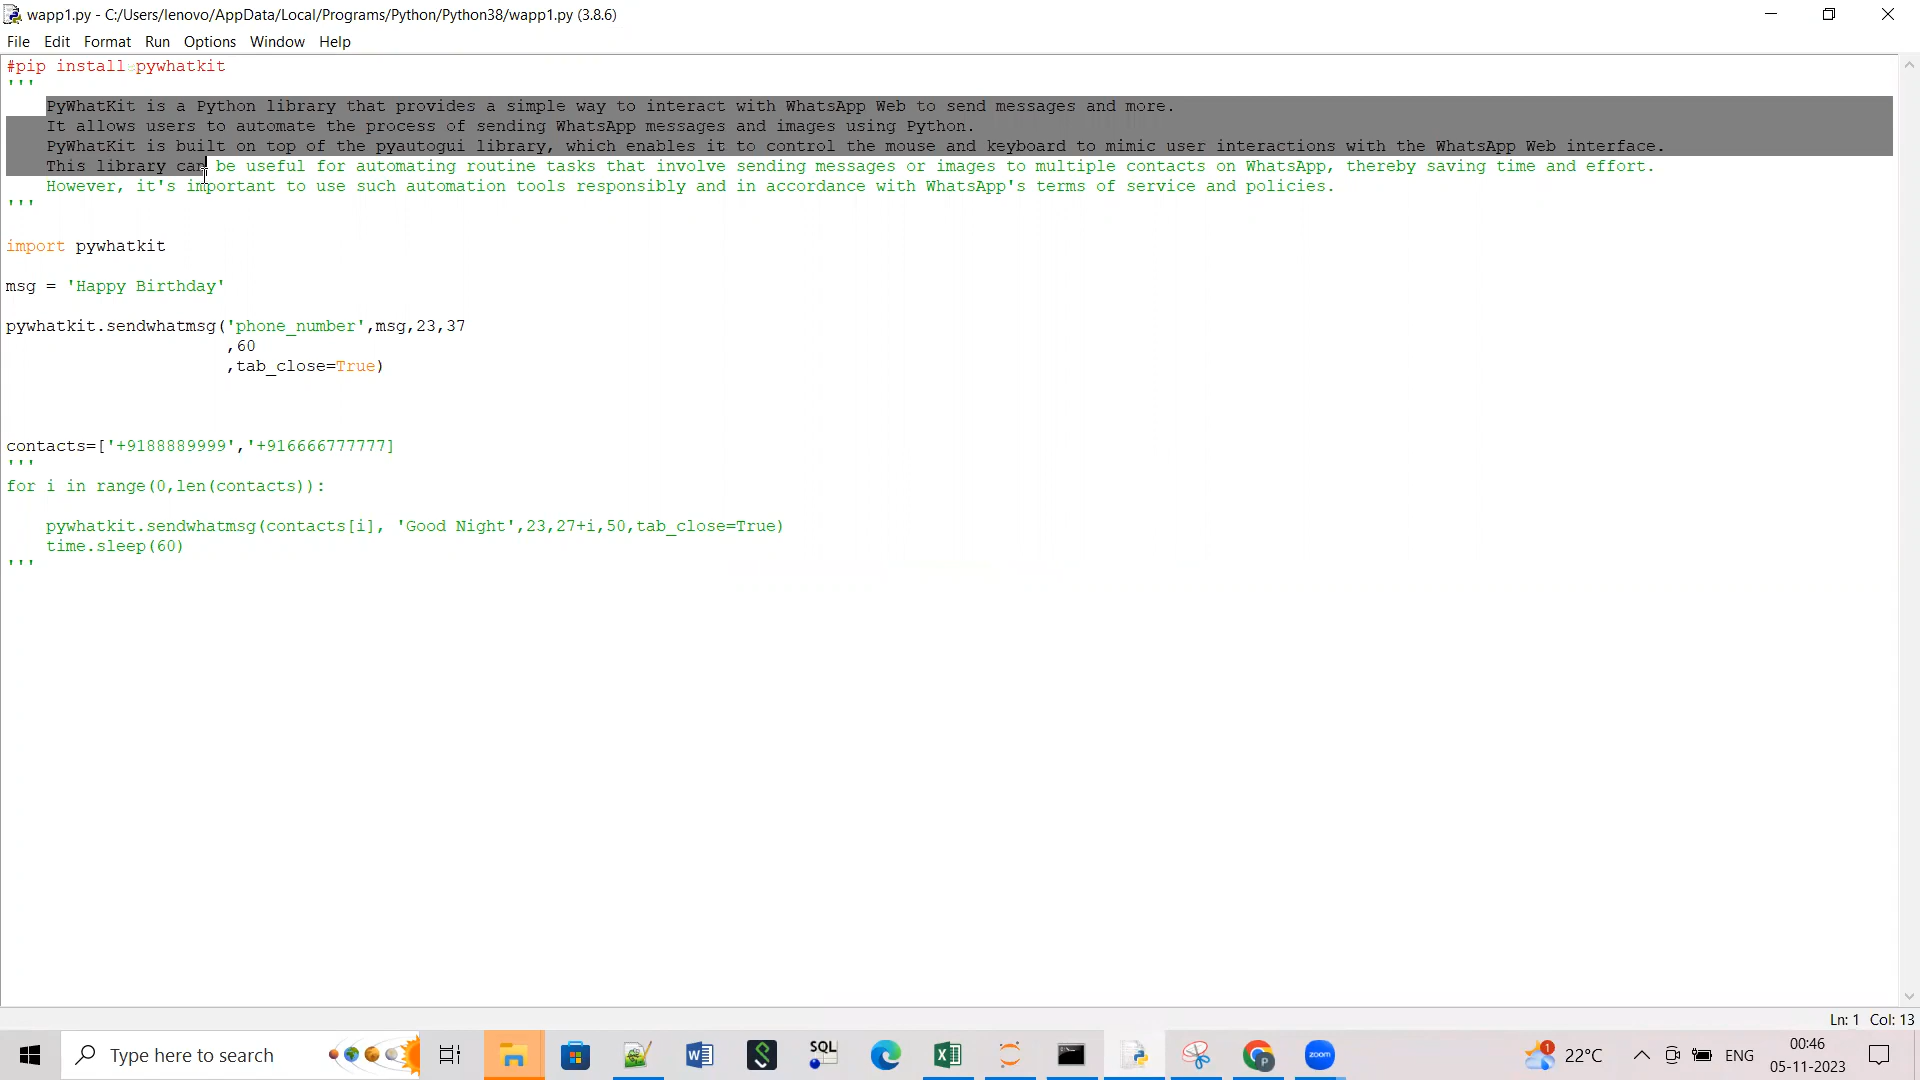 wapp1.py - C:/Users/lenovo/AppData/Local/Programs/Python/Python38/wapp1.py (3.8.6)
File Edit Format Run Options Window Help
#pip install pywhatkit
'''
    PyWhatKit is a Python library that provides a simple way to interact with WhatsApp Web to send messages and more.
    It allows users to automate the process of sending WhatsApp messages and images using Python.
    PyWhatKit is built on top of the pyautogui library, which enables it to control the mouse and keyboard to mimic user interactions with the WhatsApp Web interface.
    This library can be useful for automating routine tasks that involve sending messages or images to multiple contacts on WhatsApp, thereby saving time and effort.
    However, it's important to use such automation tools responsibly and in accordance with WhatsApp's terms of service and policies.
'''
import pywhatkit
msg = 'Happy Birthday'
pywhatkit.sendwhatmsg('phone_number',msg,23,37
                      ,60
                      ,tab_close=True)
contacts=['+9188889999','+916666777777]
'''
for i in range(0,len(contacts)):
    pywhatkit.sendwhatmsg(contacts[i], 'Good Night',23,27+i,50,tab_close=True)
    time.sleep(60)
'''
Ln: 1 Col: 13
Type here to search
SQL
zoom
1
22°C
ENG
00:46
05-11-2023